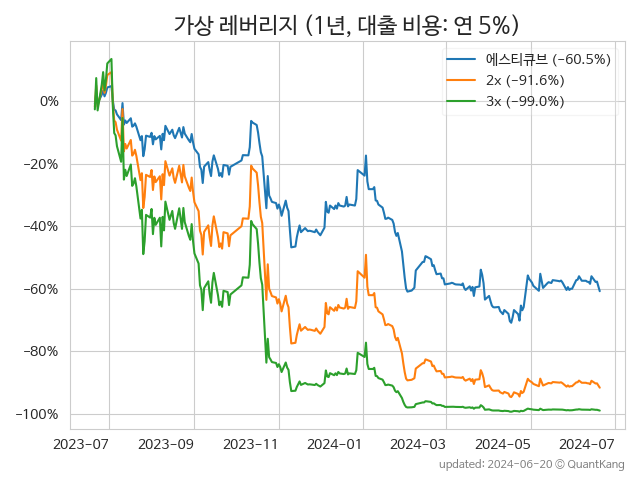 가상 레버리지 (1년, 대출 비용: 연 5%)
에스티큐브 (−60.5%)
2x (−91.6%)
3x (−99.0%)
0%
−20%
−40%
−60%
−80%
−100%
2023-07 2023-09 2023-11 2024-01 2024-03 2024-05 2024-07
updated: 2024-06-20 © QuantKang